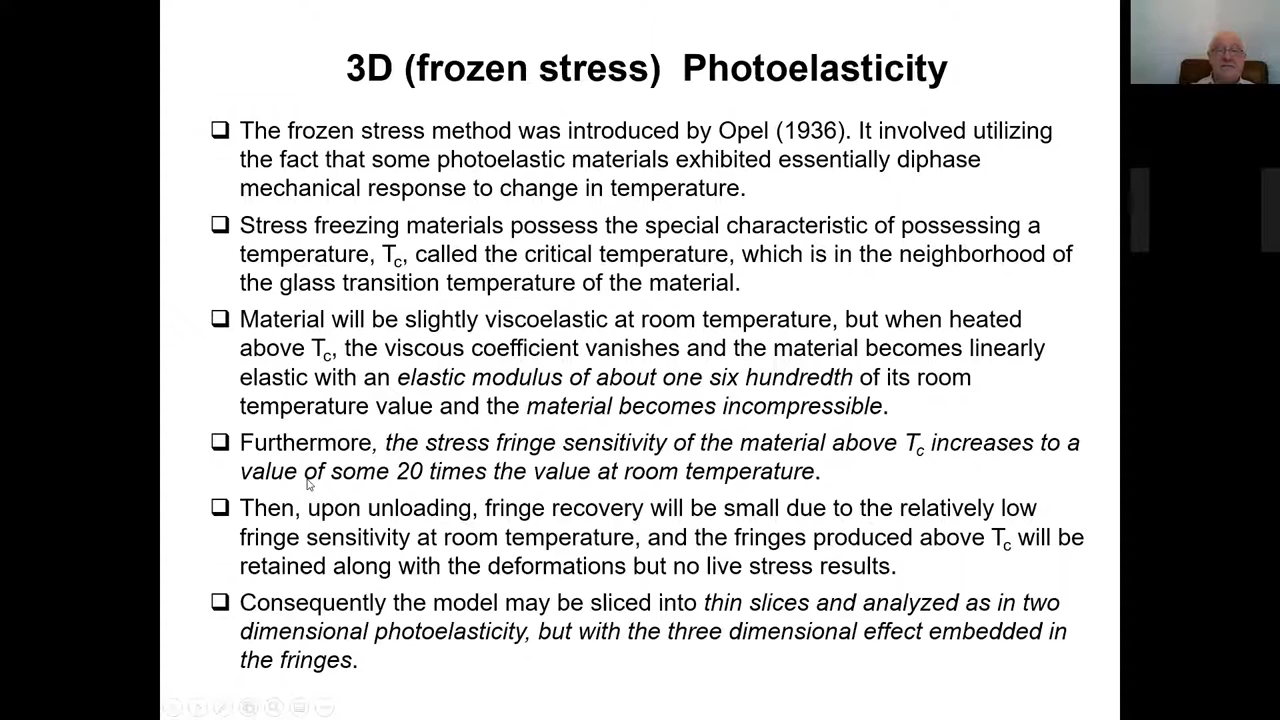 3D (frozen stress) Photoelasticity
❑ The frozen stress method was introduced by Opel (1936). It involved utilizing
the fact that some photoelastic materials exhibited essentially diphase
mechanical response to change in temperature.
❑ Stress freezing materials possess the special characteristic of possessing a
temperature, Tc, called the critical temperature, which is in the neighborhood of
the glass transition temperature of the material.
❑ Material will be slightly viscoelastic at room temperature, but when heated
above Tc, the viscous coefficient vanishes and the material becomes linearly
elastic with an elastic modulus of about one six hundredth of its room
temperature value and the material becomes incompressible.
❑ Furthermore, the stress fringe sensitivity of the material above Tc increases to a
value of some 20 times the value at room temperature.
❑ Then, upon unloading, fringe recovery will be small due to the relatively low
fringe sensitivity at room temperature, and the fringes produced above Tc will be
retained along with the deformations but no live stress results.
❑ Consequently the model may be sliced into thin slices and analyzed as in two
dimensional photoelasticity, but with the three dimensional effect embedded in
the fringes.